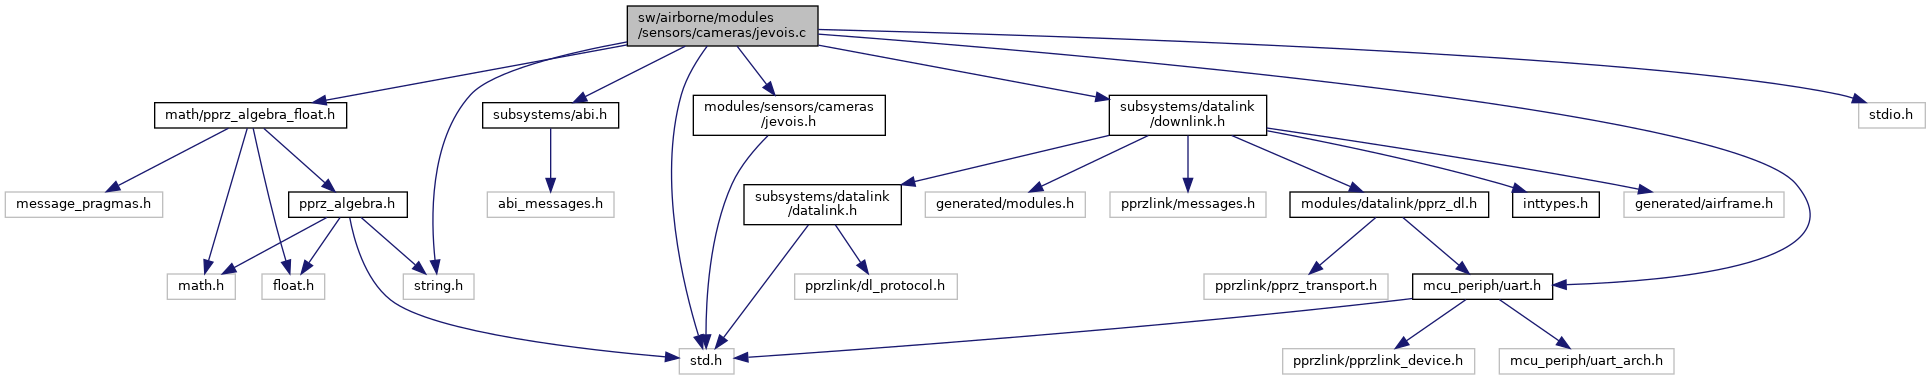 sw/airborne/modules
/sensors/cameras/jevois.c
math/pprz_algebra_float.h
subsystems/abi.h
modules/sensors/cameras
/jevois.h
subsystems/datalink
/downlink.h
stdio.h
message_pragmas.h
pprz_algebra.h
abi_messages.h
subsystems/datalink
/datalink.h
generated/modules.h
pprzlink/messages.h
modules/datalink/pprz_dl.h
inttypes.h
generated/airframe.h
math.h
float.h
string.h
pprzlink/dl_protocol.h
pprzlink/pprz_transport.h
mcu_periph/uart.h
std.h
pprzlink/pprzlink_device.h
mcu_periph/uart_arch.h